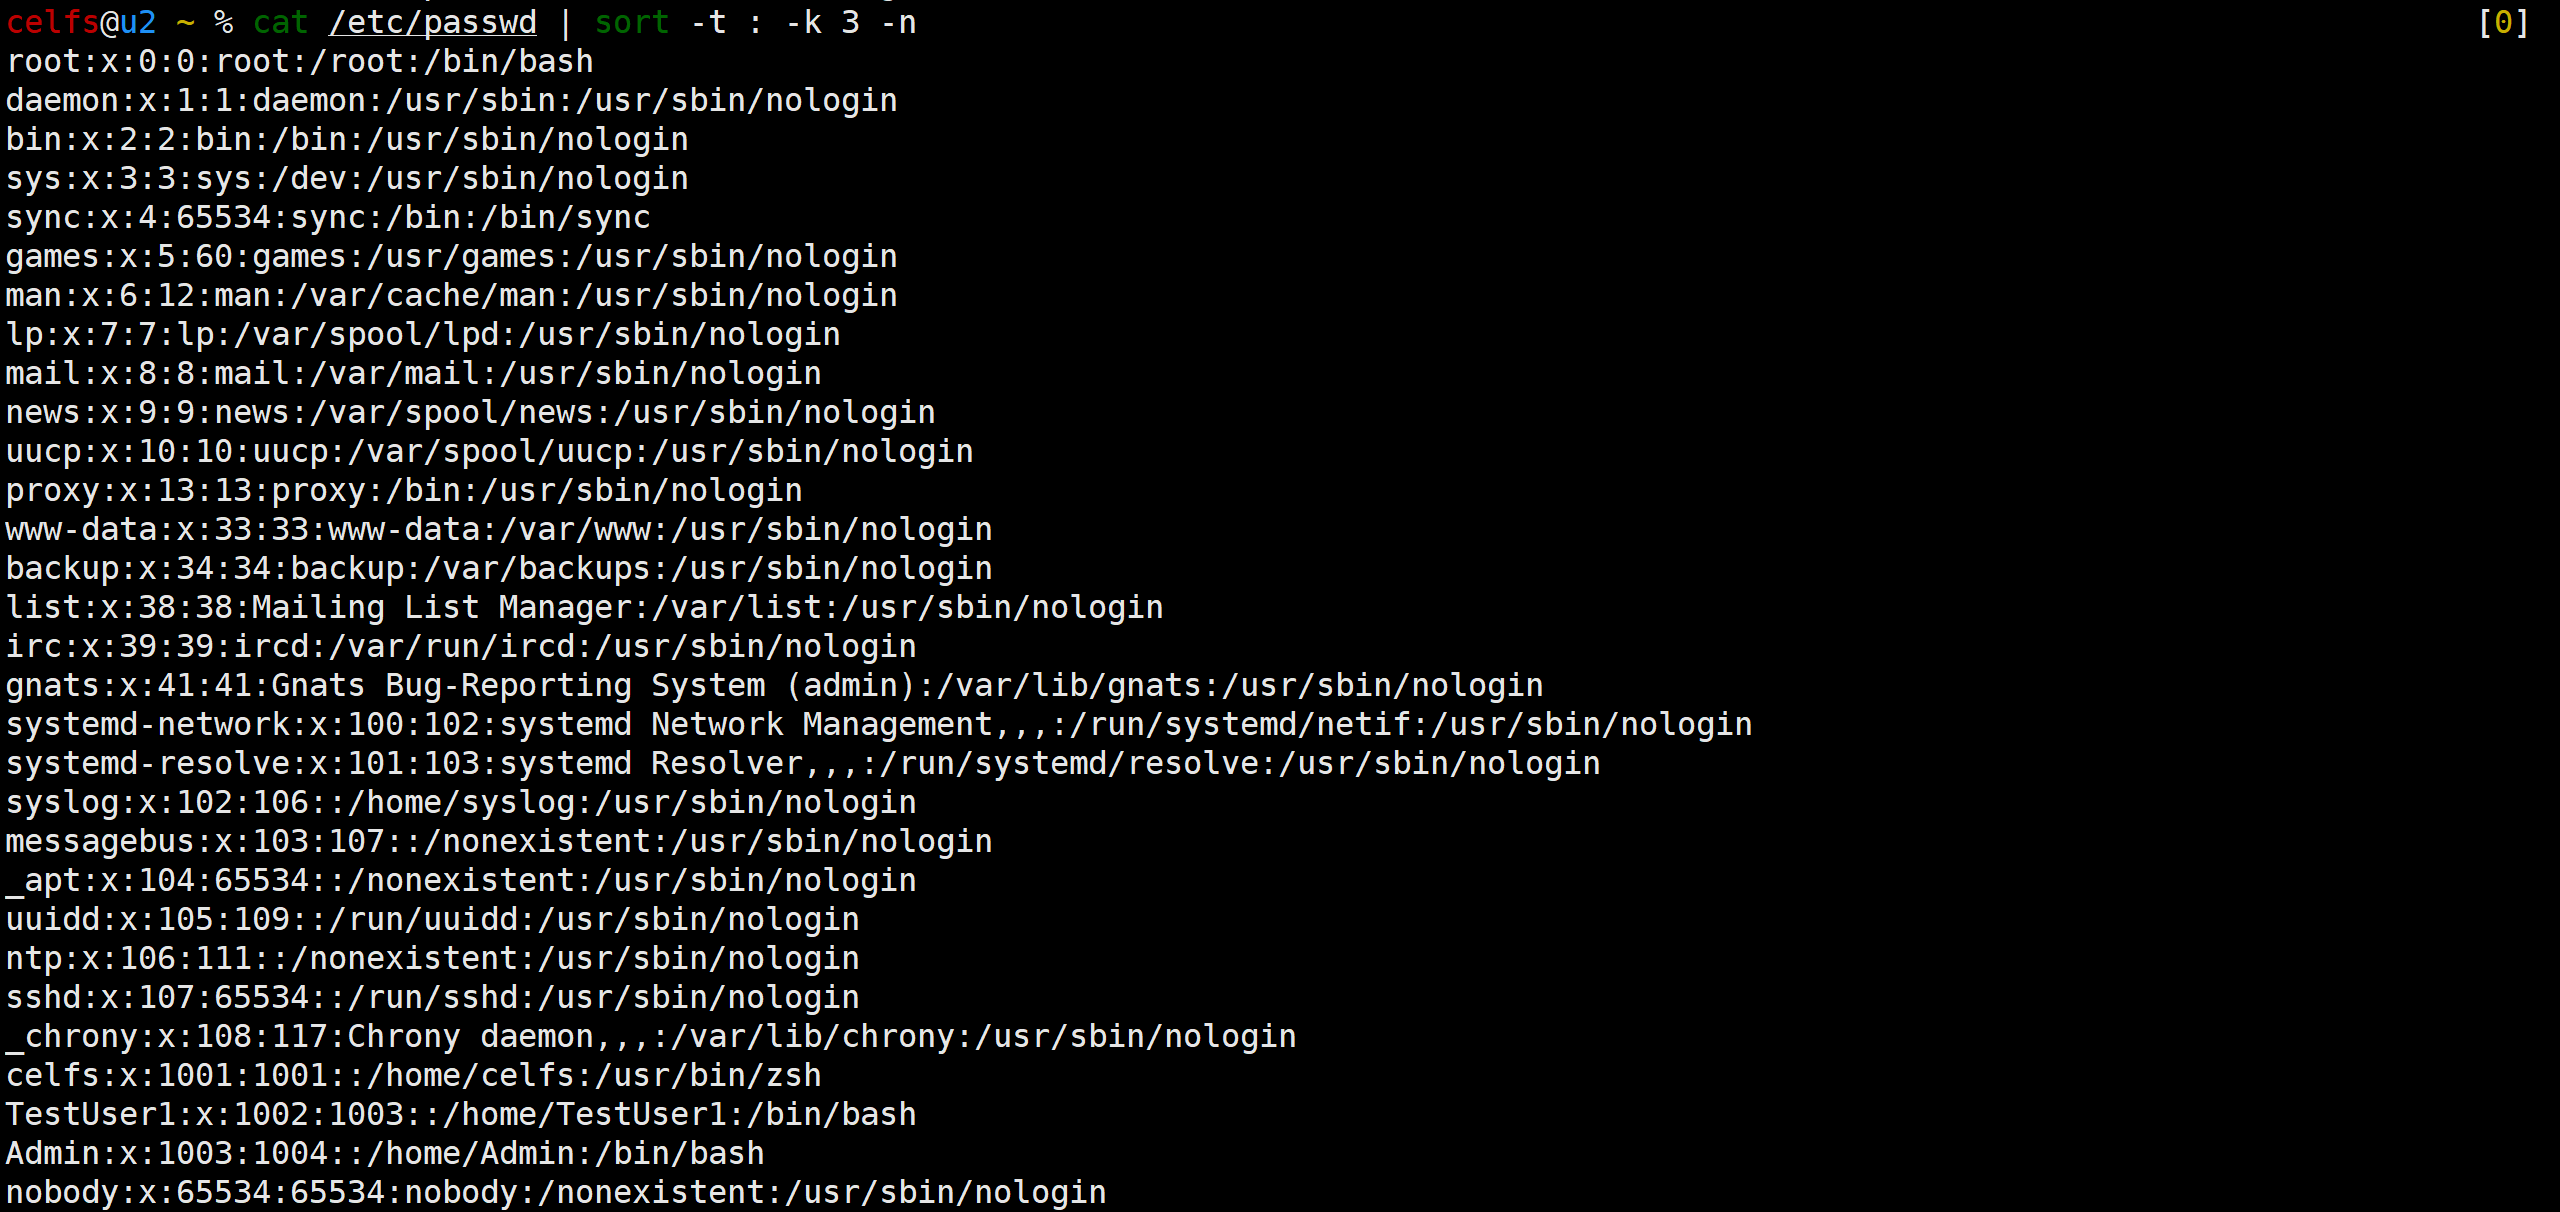 celfs@u2 ~ % cat /etc/passwd | sort -t : -k 3 -n [0]
root:x:0:0:root:/root:/bin/bash
daemon:x:1:1:daemon:/usr/sbin:/usr/sbin/nologin
bin:x:2:2:bin:/bin:/usr/sbin/nologin
sys:x:3:3:sys:/dev:/usr/sbin/nologin
sync:x:4:65534:sync:/bin:/bin/sync
games:x:5:60:games:/usr/games:/usr/sbin/nologin
man:x:6:12:man:/var/cache/man:/usr/sbin/nologin
lp:x:7:7:lp:/var/spool/lpd:/usr/sbin/nologin
mail:x:8:8:mail:/var/mail:/usr/sbin/nologin
news:x:9:9:news:/var/spool/news:/usr/sbin/nologin
uucp:x:10:10:uucp:/var/spool/uucp:/usr/sbin/nologin
proxy:x:13:13:proxy:/bin:/usr/sbin/nologin
www-data:x:33:33:www-data:/var/www:/usr/sbin/nologin
backup:x:34:34:backup:/var/backups:/usr/sbin/nologin
list:x:38:38:Mailing List Manager:/var/list:/usr/sbin/nologin
irc:x:39:39:ircd:/var/run/ircd:/usr/sbin/nologin
gnats:x:41:41:Gnats Bug-Reporting System (admin):/var/lib/gnats:/usr/sbin/nologin
systemd-network:x:100:102:systemd Network Management,,,:/run/systemd/netif:/usr/sbin/nologin
systemd-resolve:x:101:103:systemd Resolver,,,:/run/systemd/resolve:/usr/sbin/nologin
syslog:x:102:106::/home/syslog:/usr/sbin/nologin
messagebus:x:103:107::/nonexistent:/usr/sbin/nologin
_apt:x:104:65534::/nonexistent:/usr/sbin/nologin
uuidd:x:105:109::/run/uuidd:/usr/sbin/nologin
ntp:x:106:111::/nonexistent:/usr/sbin/nologin
sshd:x:107:65534::/run/sshd:/usr/sbin/nologin
_chrony:x:108:117:Chrony daemon,,,:/var/lib/chrony:/usr/sbin/nologin
celfs:x:1001:1001::/home/celfs:/usr/bin/zsh
TestUser1:x:1002:1003::/home/TestUser1:/bin/bash
Admin:x:1003:1004::/home/Admin:/bin/bash
nobody:x:65534:65534:nobody:/nonexistent:/usr/sbin/nologin